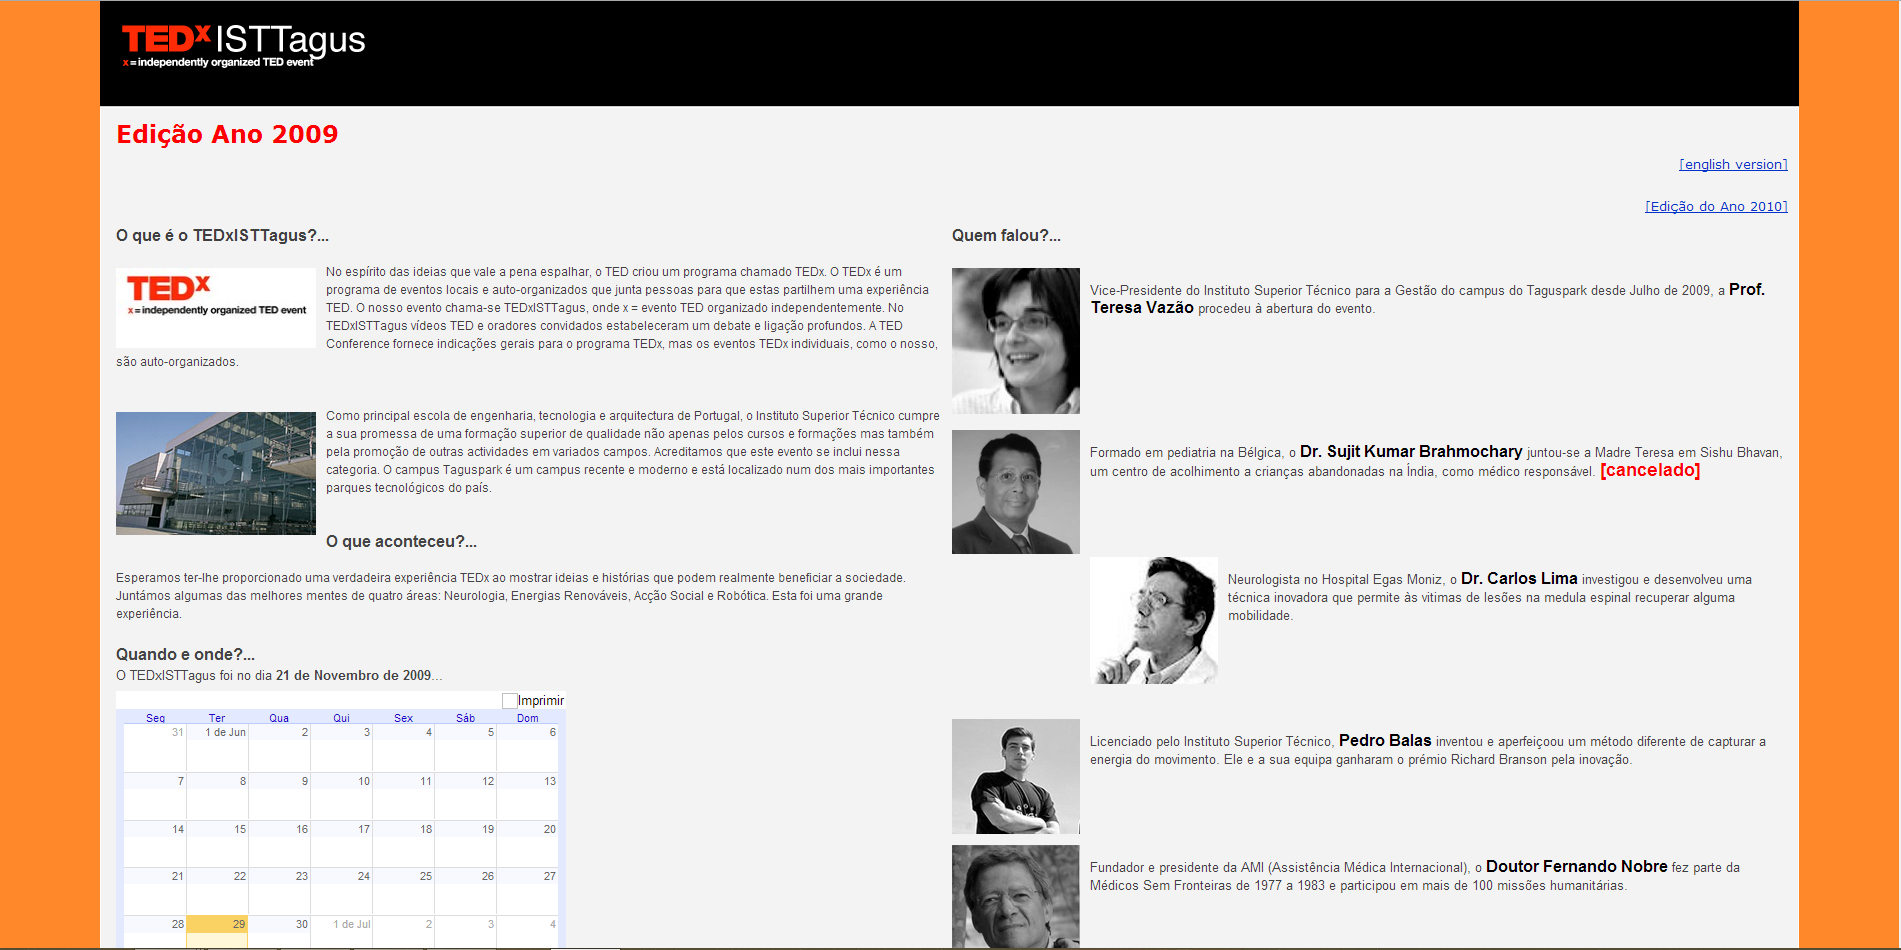 TEDx ISTTagus
x = independently organized TED event
Edição Ano 2009
[english version]
[Edição do Ano 2010]
O que é o TEDxISTTagus?...
TEDx
x = independently organized TED event
No espírito das ideias que vale a pena espalhar, o TED criou um programa chamado TEDx. O TEDx é um
programa de eventos locais e auto-organizados que junta pessoas para que estas partilhem uma experiência
TED. O nosso evento chama-se TEDxISTTagus, onde x = evento TED organizado independentemente. No
TEDxISTTagus vídeos TED e oradores convidados estabeleceram um debate e ligação profundos. A TED
Conference fornece indicações gerais para o programa TEDx, mas os eventos TEDx individuais, como o nosso,
são auto-organizados.
IST
Como principal escola de engenharia, tecnologia e arquitectura de Portugal, o Instituto Superior Técnico cumpre
a sua promessa de uma formação superior de qualidade não apenas pelos cursos e formações mas também
pela promoção de outras actividades em variados campos. Acreditamos que este evento se inclui nessa
categoria. O campus Taguspark é um campus recente e moderno e está localizado num dos mais importantes
parques tecnológicos do país.
O que aconteceu?...
Esperamos ter-lhe proporcionado uma verdadeira experiência TEDx ao mostrar ideias e histórias que podem realmente beneficiar a sociedade.
Juntámos algumas das melhores mentes de quatro áreas: Neurologia, Energias Renováveis, Acção Social e Robótica. Esta foi uma grande
experiência.
Quando e onde?...
O TEDxISTTagus foi no dia 21 de Novembro de 2009...
Imprimir
Seg Ter Qua Qui Sex Sáb Dom
31 1 de Jun 2 3 4 5 6
7 8 9 10 11 12 13
14 15 16 17 18 19 20
21 22 23 24 25 26 27
28 29 30 1 de Jul 2 3 4
Quem falou?...
Vice-Presidente do Instituto Superior Técnico para a Gestão do campus do Taguspark desde Julho de 2009, a Prof.
Teresa Vazão procedeu à abertura do evento.
Formado em pediatria na Bélgica, o Dr. Sujit Kumar Brahmochary juntou-se a Madre Teresa em Sishu Bhavan,
um centro de acolhimento a crianças abandonadas na Índia, como médico responsável. [cancelado]
Neurologista no Hospital Egas Moniz, o Dr. Carlos Lima investigou e desenvolveu uma
técnica inovadora que permite às vitimas de lesões na medula espinal recuperar alguma
mobilidade.
Licenciado pelo Instituto Superior Técnico, Pedro Balas inventou e aperfeiçoou um método diferente de capturar a
energia do movimento. Ele e a sua equipa ganharam o prémio Richard Branson pela inovação.
Fundador e presidente da AMI (Assistência Médica Internacional), o Doutor Fernando Nobre fez parte da
Médicos Sem Fronteiras de 1977 a 1983 e participou em mais de 100 missões humanitárias.